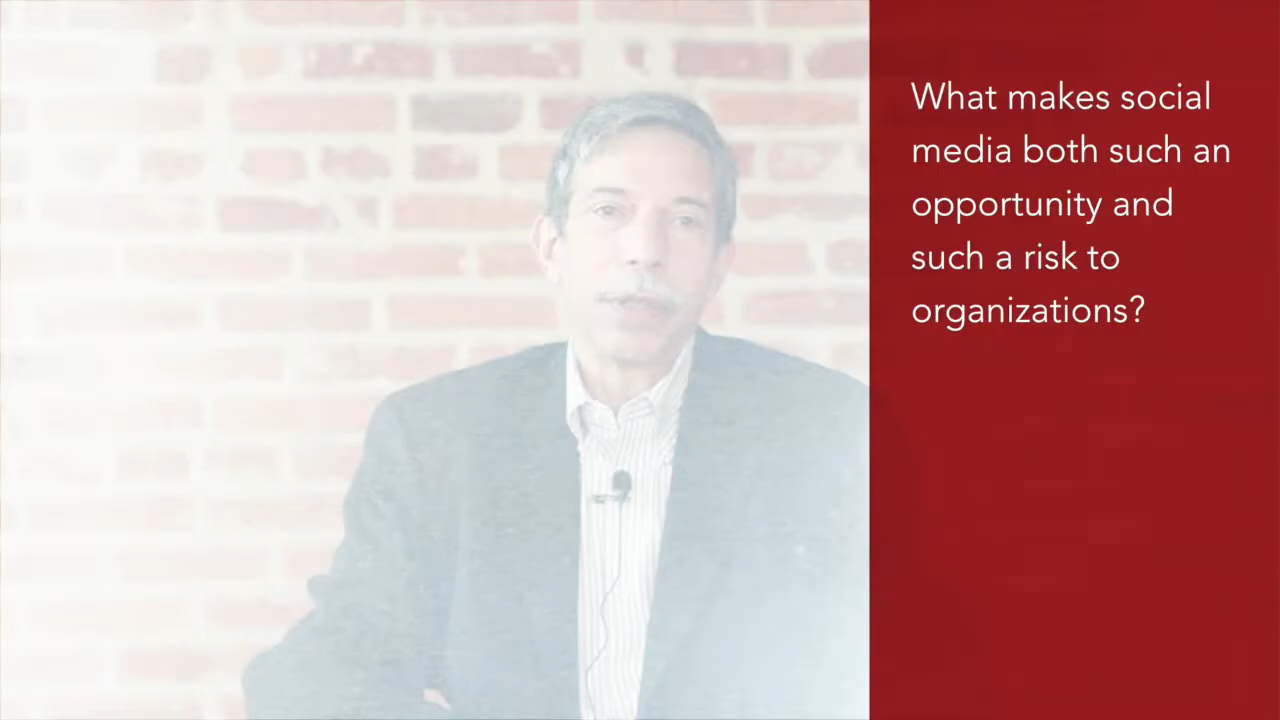 What makes social
media both such an
opportunity and
such a risk to
organizations?